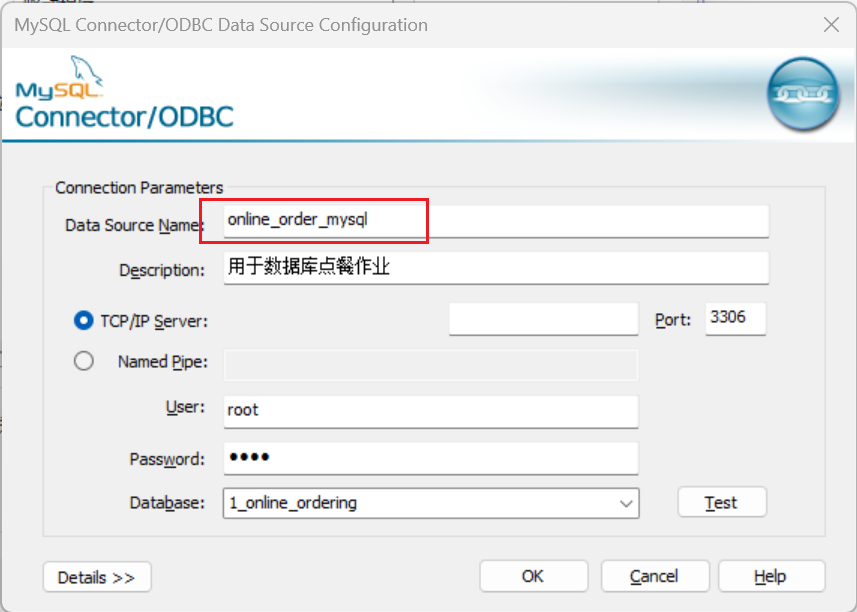 MySQL Connector/ODBC Data Source Configuration
MySQL
Connector/ODBC
Connection Parameters
Data Source Name: online_order_mysql
Description: 用于数据库点餐作业
TCP/IP Server: Port: 3306
Named Pipe:
User: root
Password: ••••
Database: 1_online_ordering Test
Details >> OK Cancel Help